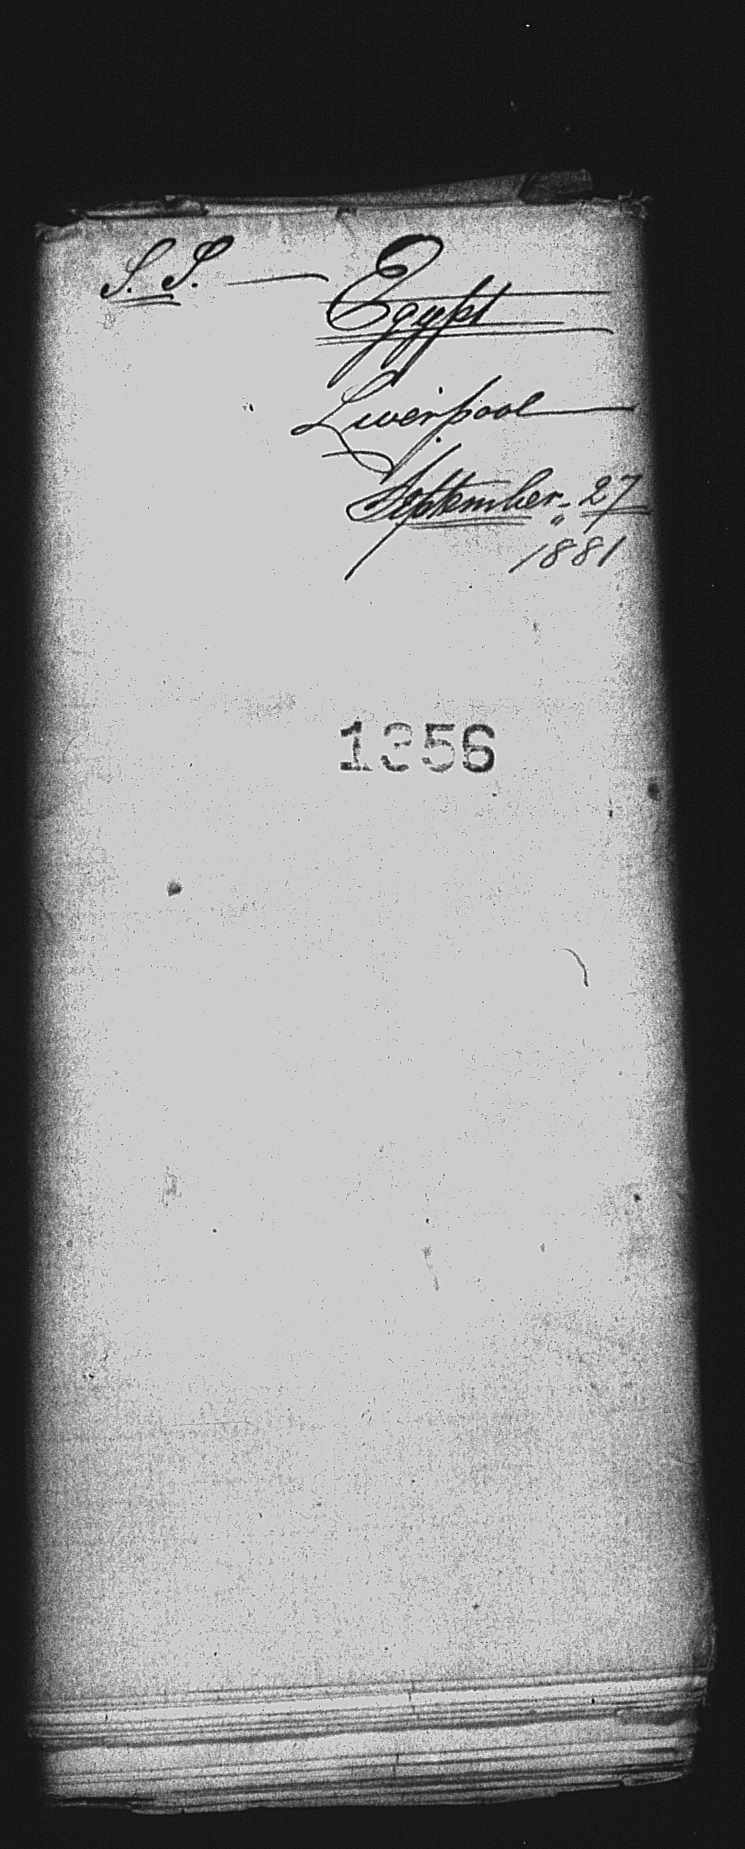 S. S. — Egypt
Liverpool
September 27
1881
1356